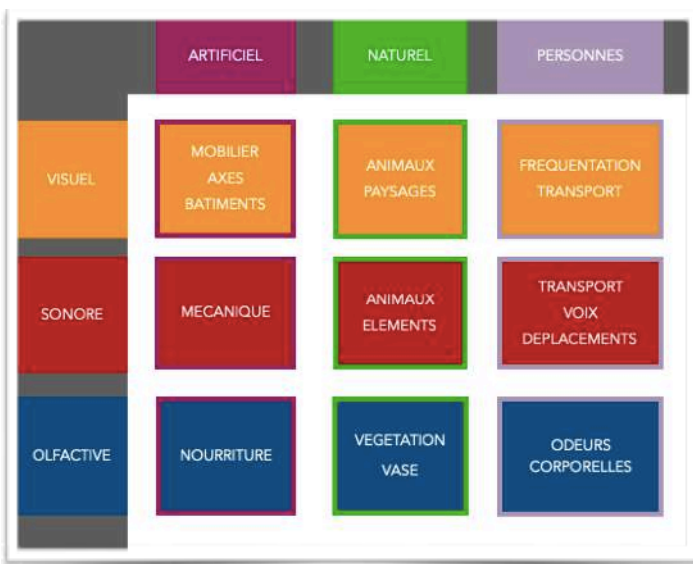 ARTIFICIEL
NATUREL
PERSONNES
VISUEL
MOBILIER
AXES
BATIMENTS
ANIMAUX
PAYSAGES
FREQUENTATION
TRANSPORT
SONORE
MECANIQUE
ANIMAUX
ELEMENTS
TRANSPORT
VOIX
DEPLACEMENTS
OLFACTIVE
NOURRITURE
VEGETATION
VASE
ODEURS
CORPORELLES